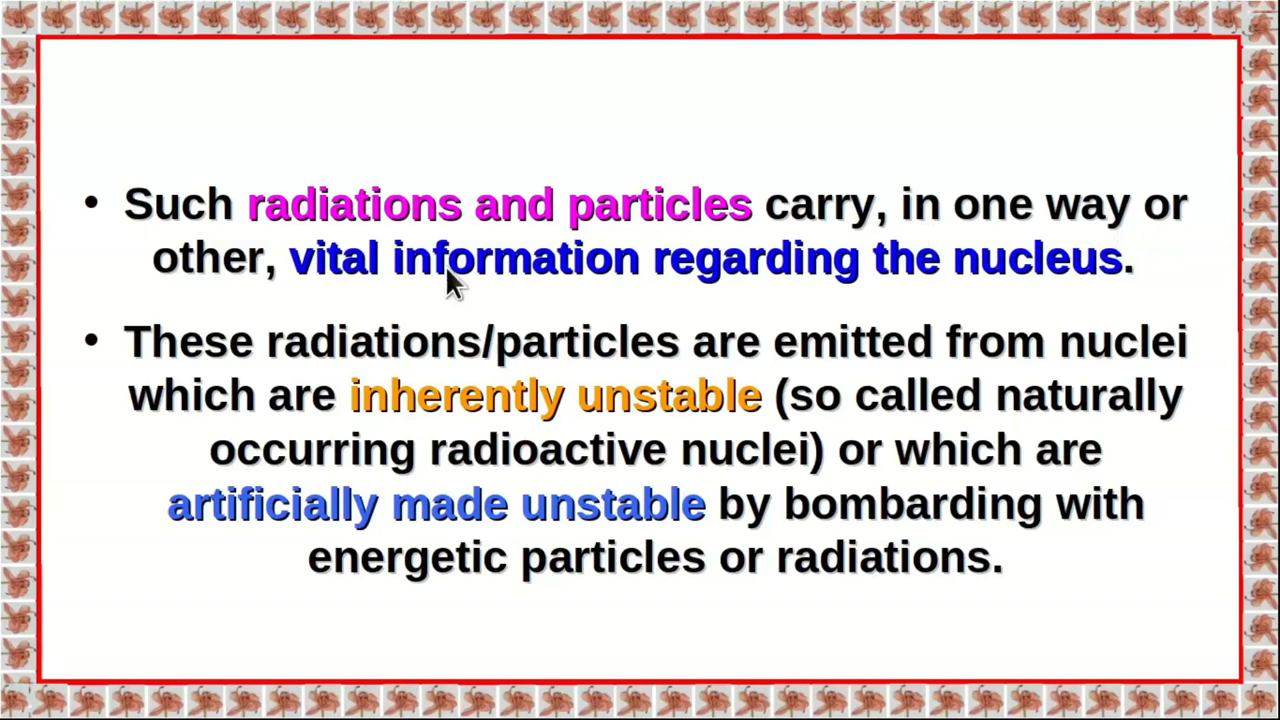 • Such radiations and particles carry, in one way or
other, vital information regarding the nucleus.
• These radiations/particles are emitted from nuclei
which are inherently unstable (so called naturally
occurring radioactive nuclei) or which are
artificially made unstable by bombarding with
energetic particles or radiations.